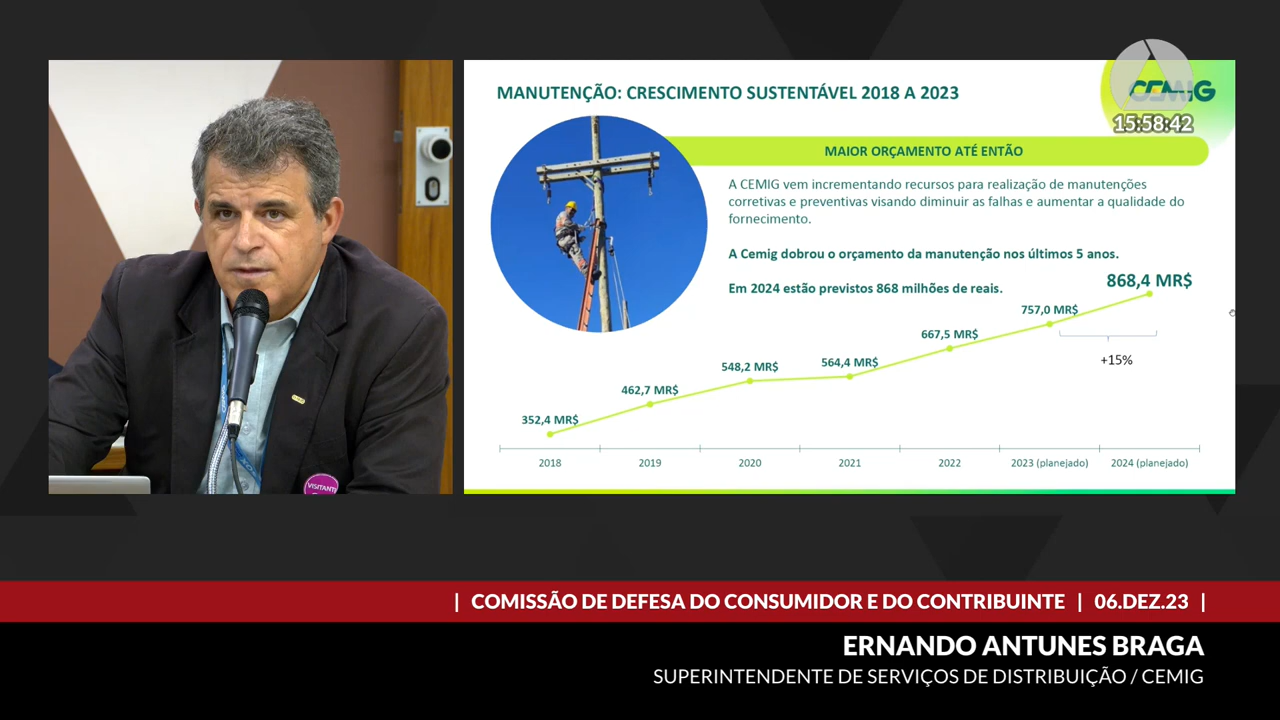 MANUTENÇÃO: CRESCIMENTO SUSTENTÁVEL 2018 A 2023
CEMIG
15:58:42
MAIOR ORÇAMENTO ATÉ ENTÃO
A CEMIG vem incrementando recursos para realização de manutenções
corretivas e preventivas visando diminuir as falhas e aumentar a qualidade do
fornecimento.
A Cemig dobrou o orçamento da manutenção nos últimos 5 anos.
Em 2024 estão previstos 868 milhões de reais.
868,4 MR$
757,0 MR$
667,5 MR$
564,4 MR$
548,2 MR$
462,7 MR$
352,4 MR$
+15%
2018 2019 2020 2021 2022 2023 (planejado) 2024 (planejado)
VISITANTE
| COMISSÃO DE DEFESA DO CONSUMIDOR E DO CONTRIBUINTE | 06.DEZ.23 |
ERNANDO ANTUNES BRAGA
SUPERINTENDENTE DE SERVIÇOS DE DISTRIBUIÇÃO / CEMIG